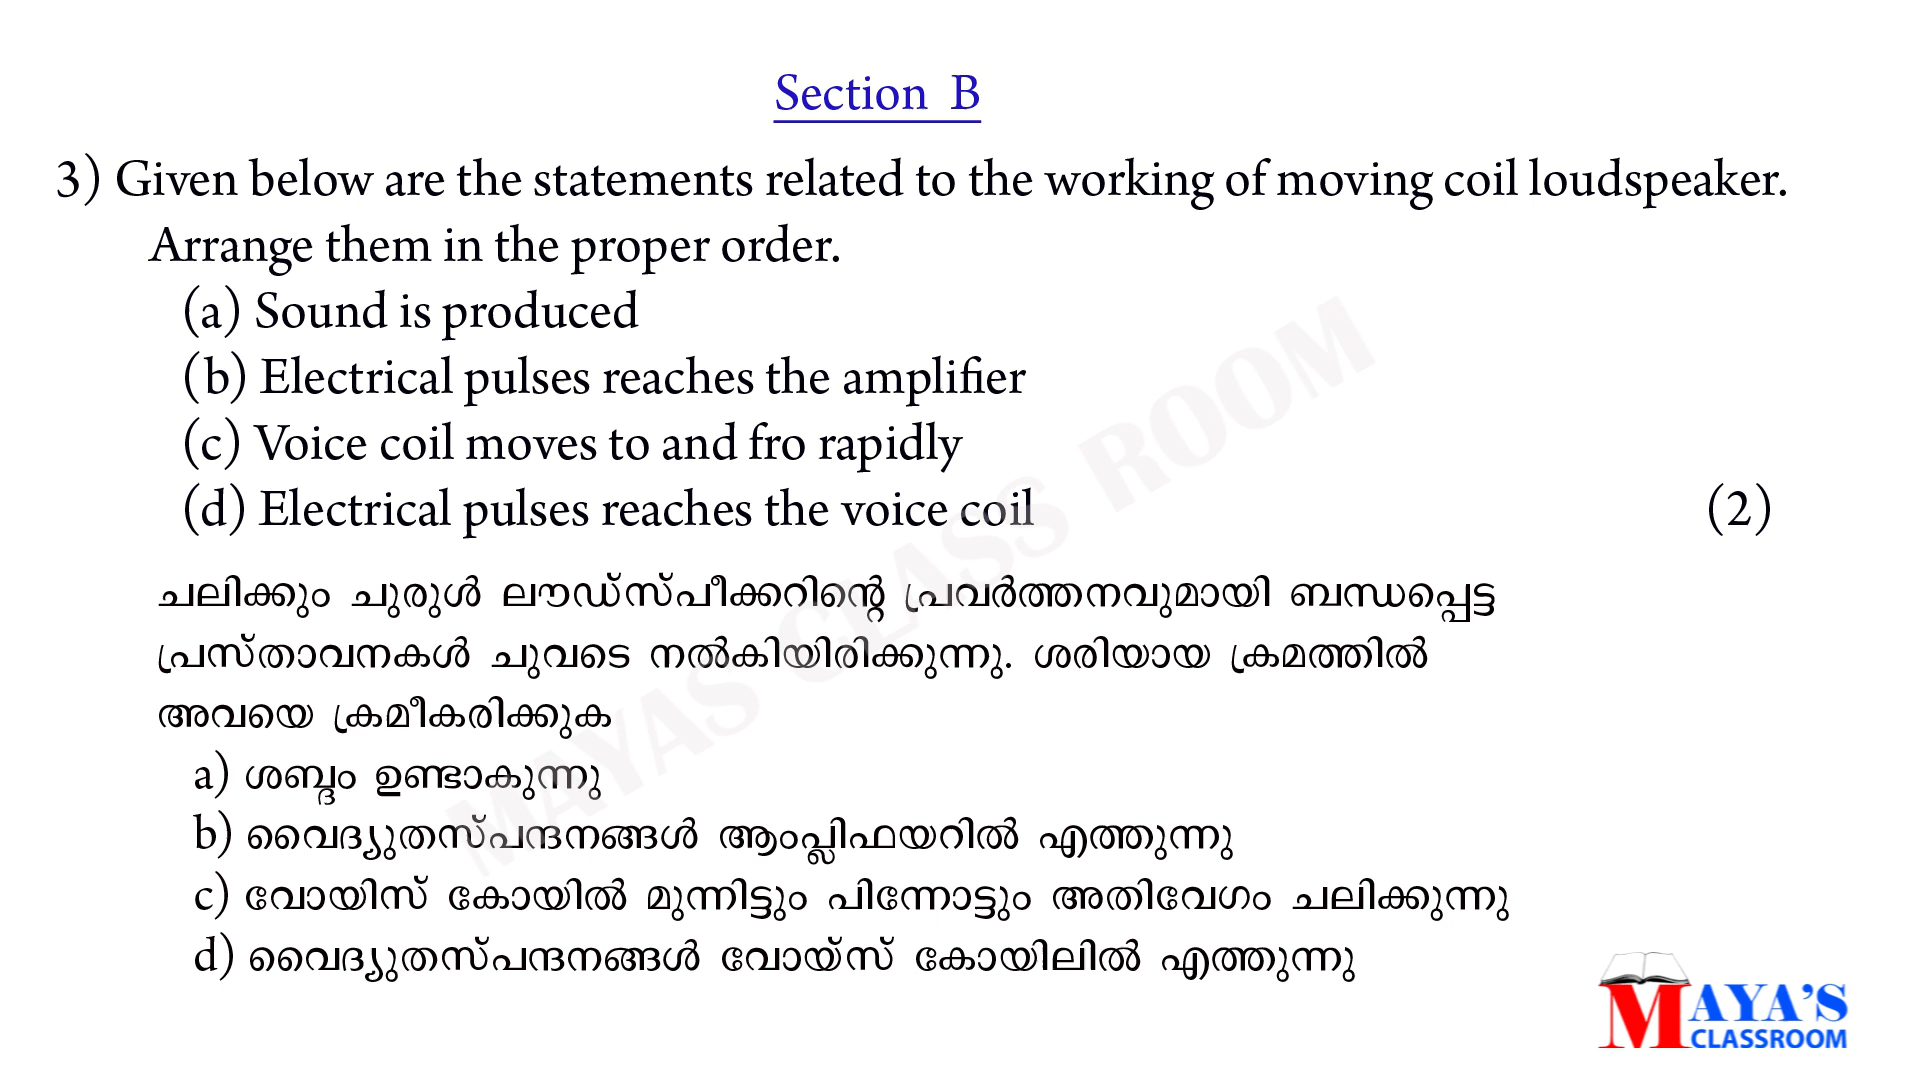 Section B
3) Given below are the statements related to the working of moving coil loudspeaker.
Arrange them in the proper order.
(a) Sound is produced
(b) Electrical pulses reaches the amplifier
(c) Voice coil moves to and fro rapidly
(d) Electrical pulses reaches the voice coil (2)
ചലിക്കും ചുരുൾ ലൗഡ്സ്പീക്കറിന്റെ പ്രവർത്തനവുമായി ബന്ധപ്പെട്ട
പ്രസ്താവനകൾ ചുവടെ നൽകിയിരിക്കുന്നു. ശരിയായ ക്രമത്തിൽ
അവയെ ക്രമീകരിക്കുക
a) ശബ്ദം ഉണ്ടാകുന്നു
b) വൈദ്യുതസ്പന്ദനങ്ങൾ ആംപ്ലിഫയറിൽ എത്തുന്നു
c) വോയിസ് കോയിൽ മുന്നിട്ടും പിന്നോട്ടും അതിവേഗം ചലിക്കുന്നു
d) വൈദ്യുതസ്പന്ദനങ്ങൾ വോയ്സ് കോയിലിൽ എത്തുന്നു
MAYAS CLASS ROOM
MAYA'S
CLASSROOM